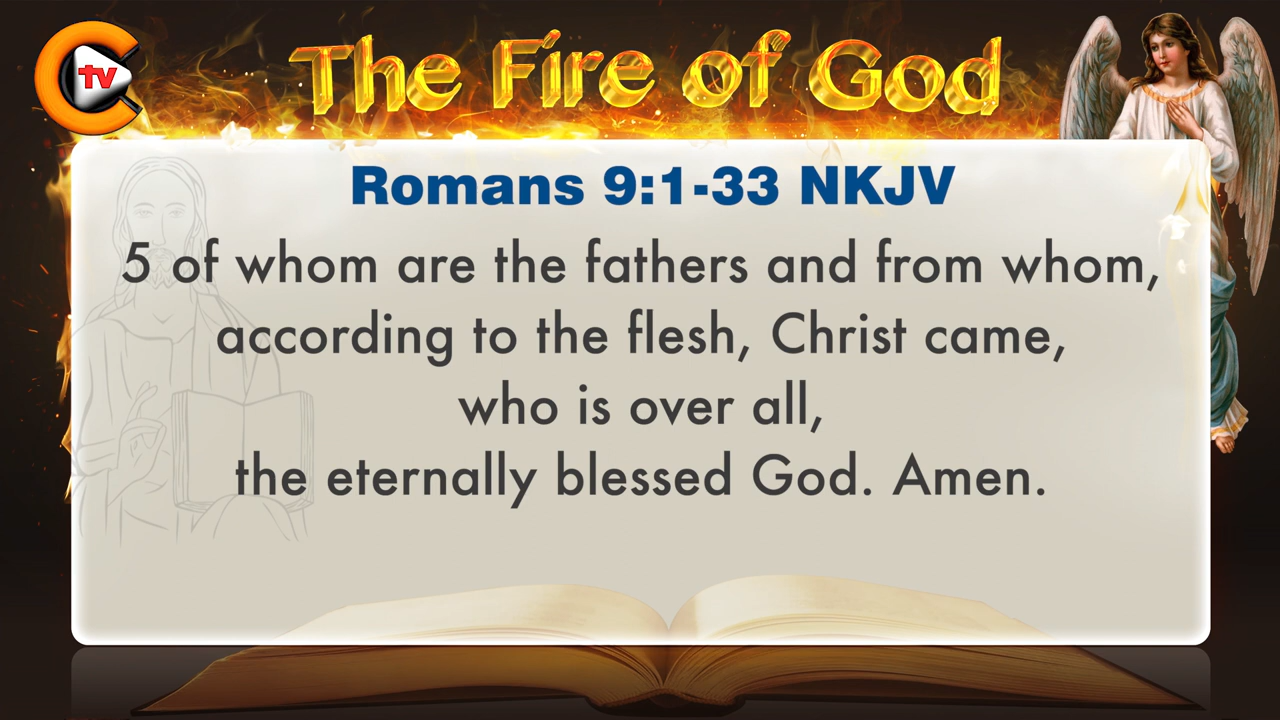 tv
The Fire of God
Romans 9:1-33 NKJV
5 of whom are the fathers and from whom,
according to the flesh, Christ came,
who is over all,
the eternally blessed God. Amen.